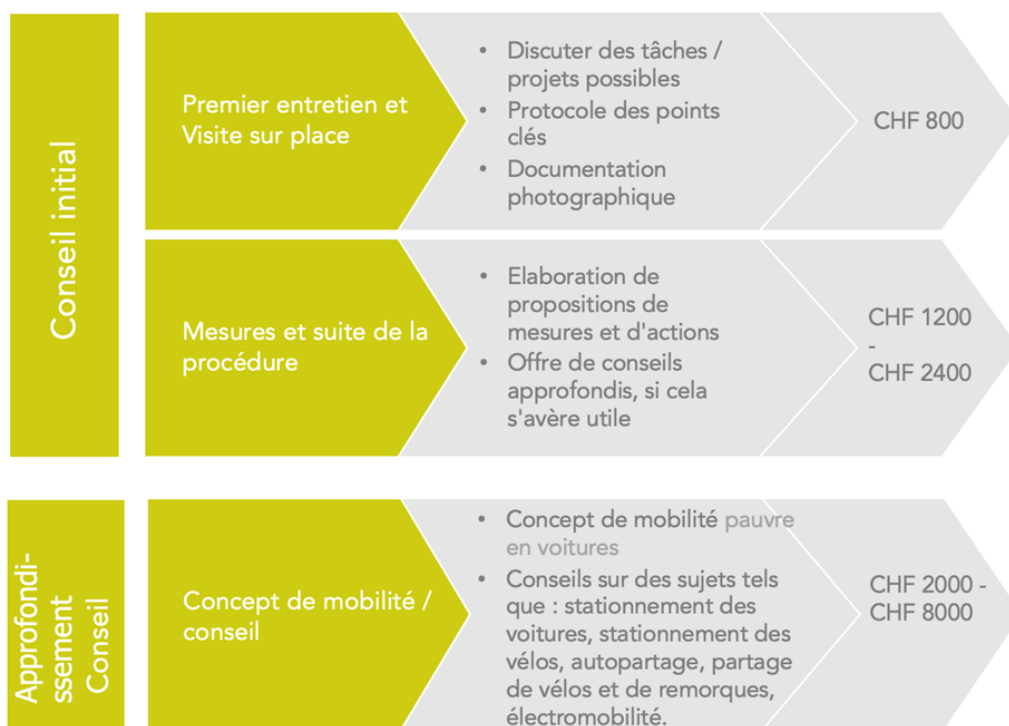 Conseil initial
Premier entretien et
Visite sur place
• Discuter des tâches /
projets possibles
• Protocole des points
clés
• Documentation
photographique
CHF 800
Mesures et suite de la
procédure
• Elaboration de
propositions de
mesures et d'actions
• Offre de conseils
approfondis, si cela
s'avère utile
CHF 1200
-
CHF 2400
Approfondi-
ssement
Conseil
Concept de mobilité /
conseil
• Concept de mobilité pauvre
en voitures
• Conseils sur des sujets tels
que : stationnement des
voitures, stationnement des
vélos, autopartage, partage
de vélos et de remorques,
électromobilité.
CHF 2000 -
CHF 8000